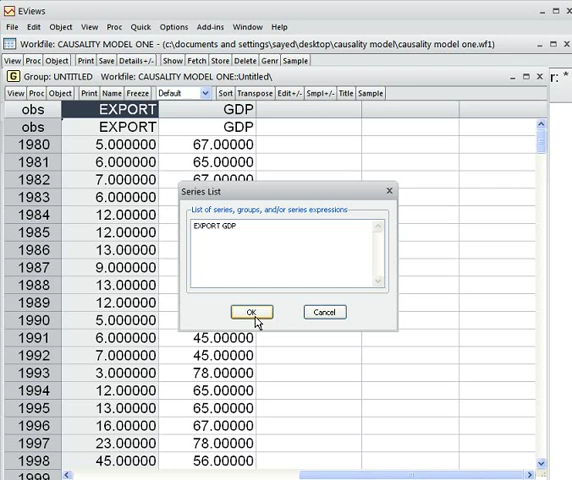 EViews
File Edit Object View Proc Quick Options Add-ins Window Help
Workfile: CAUSALITY MODEL ONE - (c:\documents and settings\sayed\desktop\causality model\causality model one.wf1)
View Proc Object Print Save Details+/- Show Fetch Store Delete Genr Sample
G Group: UNTITLED Workfile: CAUSALITY MODEL ONE::Untitled\
r: *
View Proc Object Print Name Freeze Default Sort Transpose Edit+/- Smpl+/- Title Sample
obs EXPORT GDP
obs EXPORT GDP
1980 5.000000 67.00000
1981 6.000000 65.00000
1982 7.000000 67.00000
1983 6.000000
1984 12.00000
1985 12.00000
1986 13.00000
1987 9.000000
1988 13.00000
1989 12.00000
1990 5.000000
1991 6.000000 45.00000
1992 7.000000 45.00000
1993 3.000000 78.00000
1994 12.00000 65.00000
1995 13.00000 65.00000
1996 16.00000 67.00000
1997 23.00000 78.00000
1998 45.00000 56.00000
1999
Series List
List of series, groups, and/or series expressions
EXPORT GDP
OK Cancel